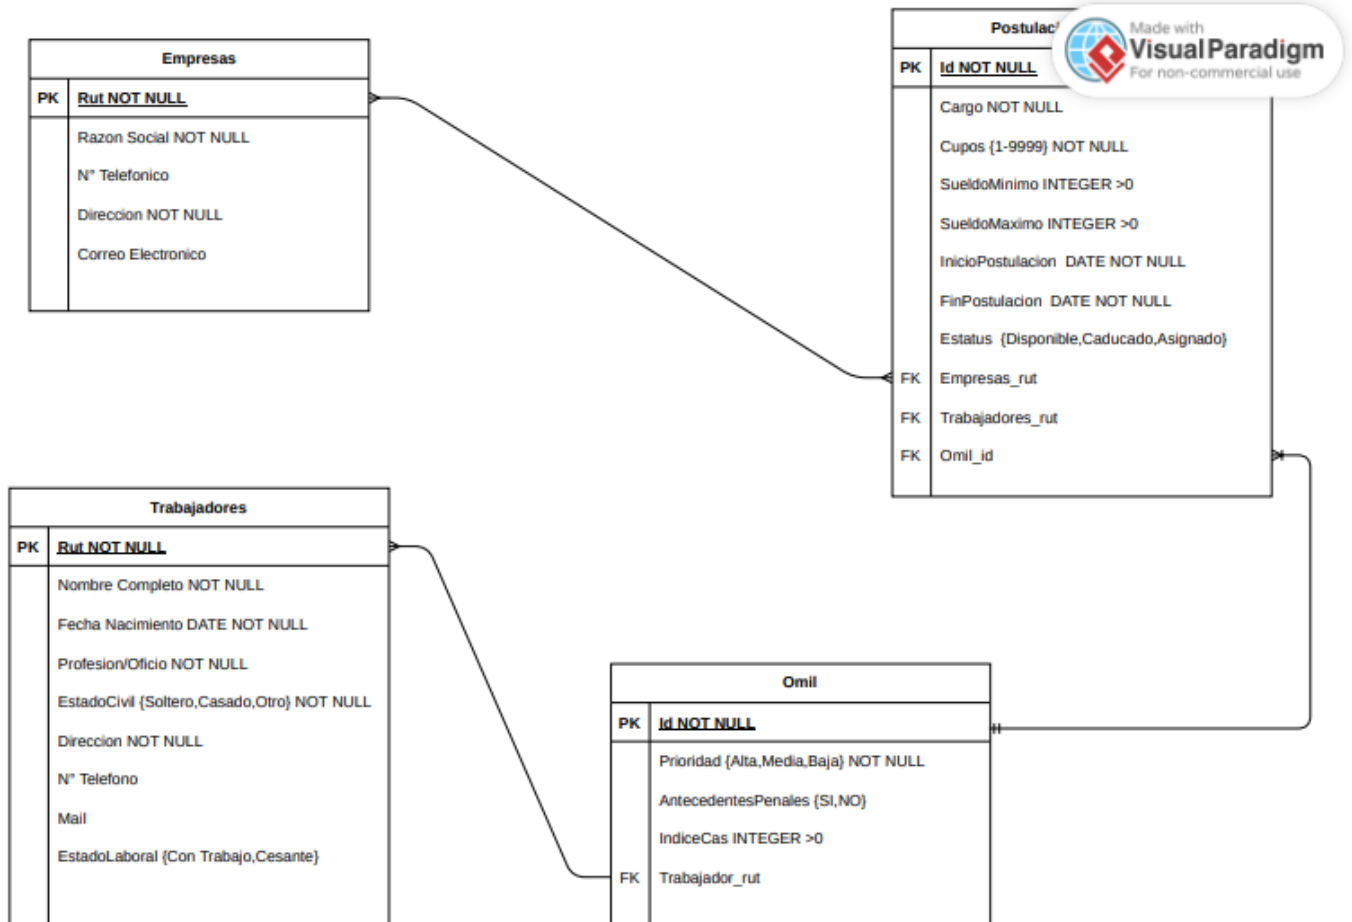 Empresas
PK Rut NOT NULL
Razon Social NOT NULL
N° Telefonico
Direccion NOT NULL
Correo Electronico
Made with
Visual Paradigm
For non-commercial use
PK Id NOT NULL
Cargo NOT NULL
Cupos {1-9999} NOT NULL
SueldoMinimo INTEGER >0
SueldoMaximo INTEGER >0
InicioPostulacion DATE NOT NULL
FinPostulacion DATE NOT NULL
Estatus {Disponible,Caducado,Asignado}
FK Empresas_rut
FK Trabajadores_rut
FK Omil_id
Trabajadores
PK Rut NOT NULL
Nombre Completo NOT NULL
Fecha Nacimiento DATE NOT NULL
Profesion/Oficio NOT NULL
EstadoCivil {Soltero,Casado,Otro} NOT NULL
Direccion NOT NULL
N° Telefono
Mail
EstadoLaboral {Con Trabajo,Cesante}
Omil
PK Id NOT NULL
Prioridad {Alta,Media,Baja} NOT NULL
AntecedentesPenales {SI,NO}
IndiceCas INTEGER >0
FK Trabajador_rut